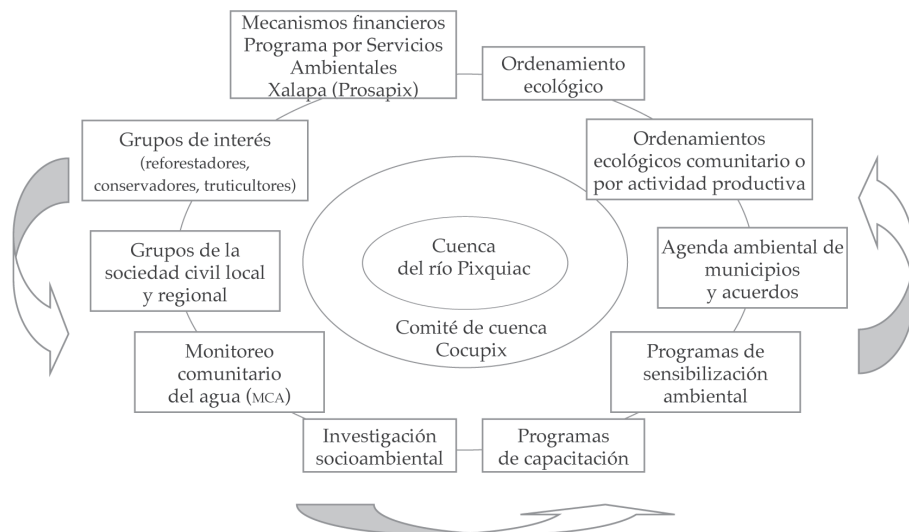 Mecanismos financieros
Programa por Servicios
Ambientales
Xalapa (Prosapix)
Ordenamiento
ecológico
Grupos de interés
(reforestadores,
conservadores, truticultores)
Ordenamientos
ecológicos comunitario o
por actividad productiva
Grupos de la
sociedad civil local
y regional
Cuenca
del río Pixquiac
Agenda ambiental de
municipios
y acuerdos
Comité de cuenca
Cocupix
Monitoreo
comunitario
del agua (MCA)
Programas de
sensibilización
ambiental
Investigación
socioambiental
Programas
de capacitación